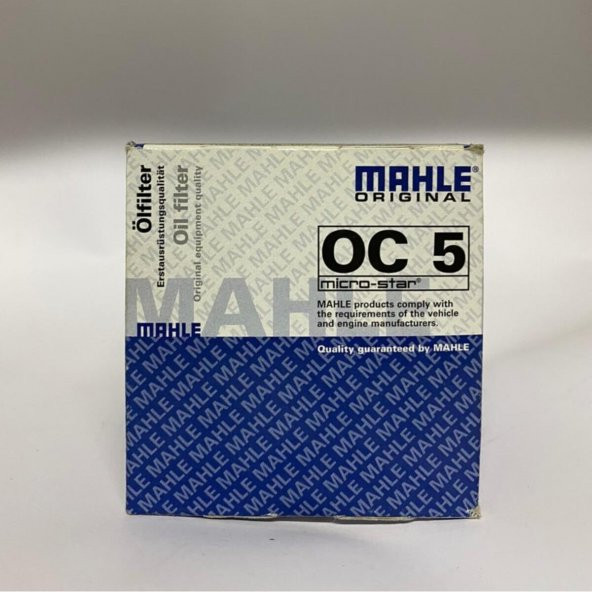 Ölfilter
Erstausrüstungsqualität
Oil filter
Original equipment quality
MAHLE®
ORIGINAL
OC 5
micro-star®
MAHLE products comply with
the requirements of the vehicle
and engine manufacturers.
MAHLE
MAHLE
Quality guaranteed by MAHLE